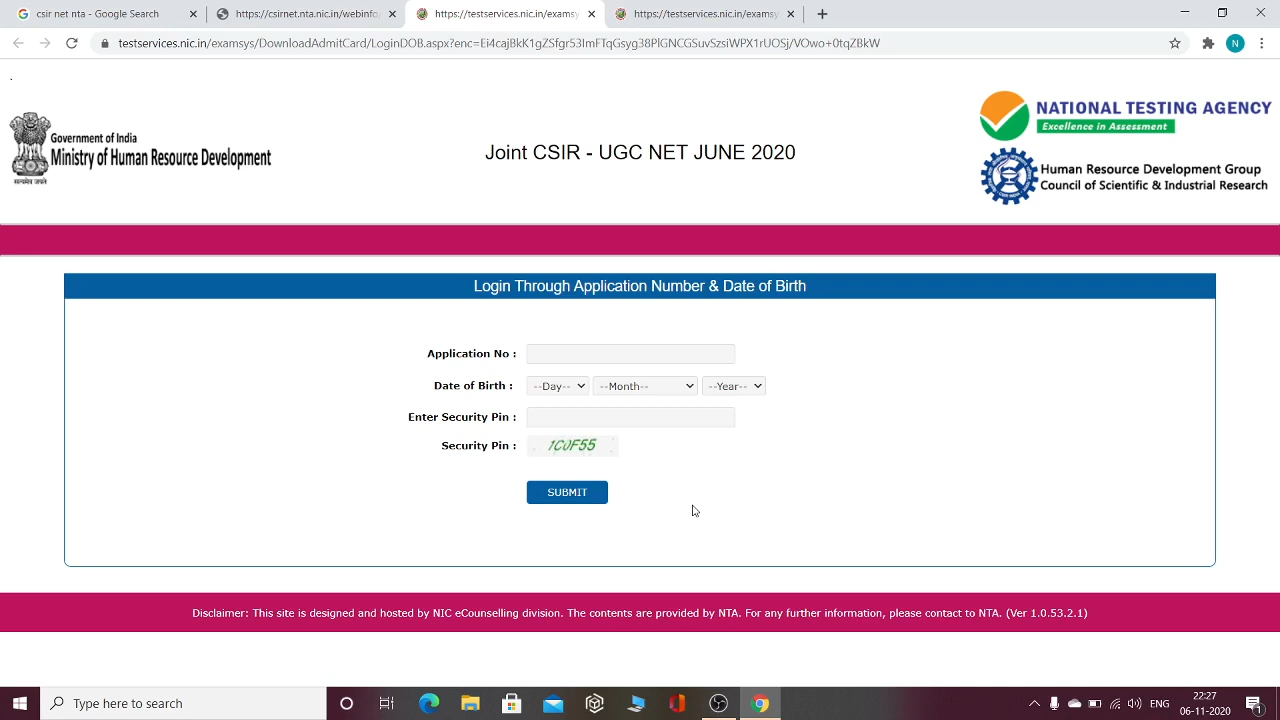 csir net nta - Google Search
https://csirnet.nta.nic.in/webinfo
https://testservices.nic.in/examsy
https://testservices.nic.in/examsy
testservices.nic.in/examsys/DownloadAdmitCard/LoginDOB.aspx?enc=Ei4cajBkK1gZSfgr53ImFTqGsyg38PlGNCGSuvSzsiWPX1rUOSj/VOwo+0tqZBkW
N
.
Government of India
Ministry of Human Resource Development
सत्यमेव जयते
Joint CSIR - UGC NET JUNE 2020
NATIONAL TESTING AGENCY
Excellence in Assessment
Human Resource Development Group
Council of Scientific & Industrial Research
Login Through Application Number & Date of Birth
Application No :
Date of Birth : --Day-- --Month-- --Year--
Enter Security Pin :
Security Pin : 1C0F55
SUBMIT
Disclaimer: This site is designed and hosted by NIC eCounselling division. The contents are provided by NTA. For any further information, please contact to NTA. (Ver 1.0.53.2.1)
Type here to search
ENG
22:27
06-11-2020